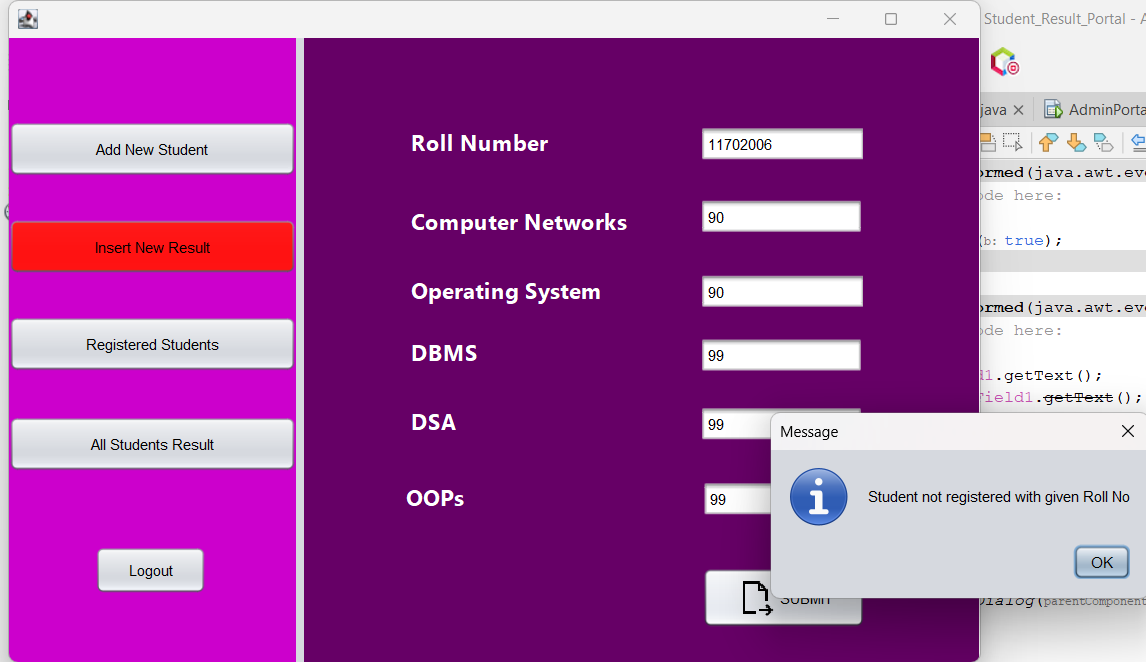 Student_Result_Portal - A
java
AdminPorta
Add New Student
Insert New Result
Registered Students
All Students Result
Logout
Roll Number 11702006
Computer Networks 90
Operating System 90
DBMS 99
DSA 99
OOPs 99
SUBMIT
ormed(java.awt.eve
ode here:
(b: true);
ormed(java.awt.eve
ode here:
d1.getText();
Field1.getText();
Message
Student not registered with given Roll No
OK
Dialog(parentComponent